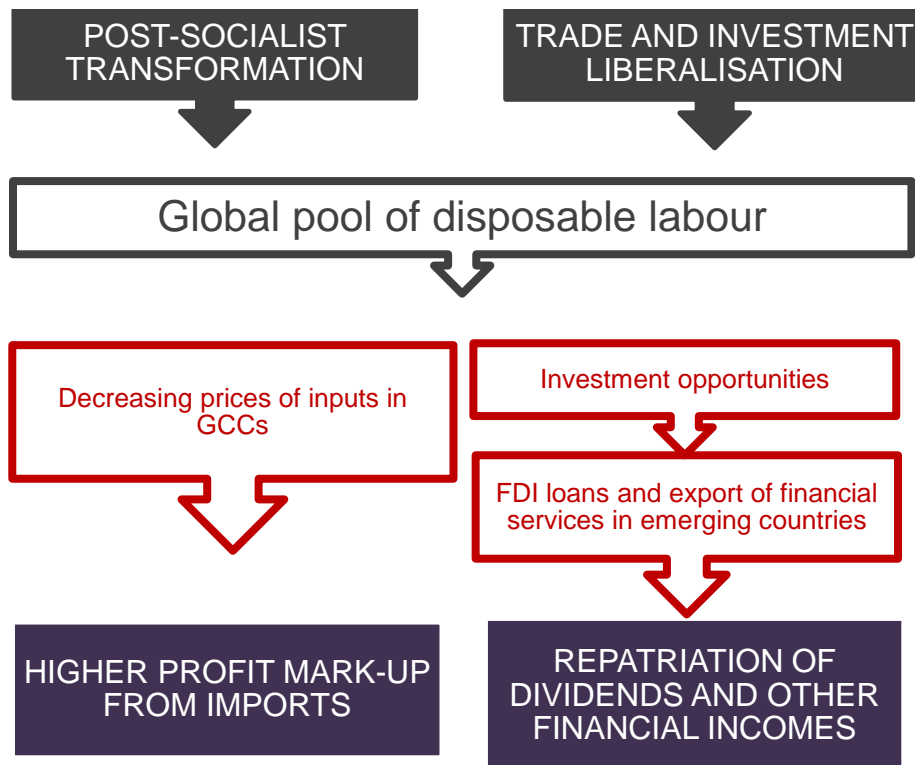 POST-SOCIALIST
TRANSFORMATION
TRADE AND INVESTMENT
LIBERALISATION
Global pool of disposable labour
Decreasing prices of inputs in
GCCs
Investment opportunities
FDI loans and export of financial
services in emerging countries
HIGHER PROFIT MARK-UP
FROM IMPORTS
REPATRIATION OF
DIVIDENDS AND OTHER
FINANCIAL INCOMES